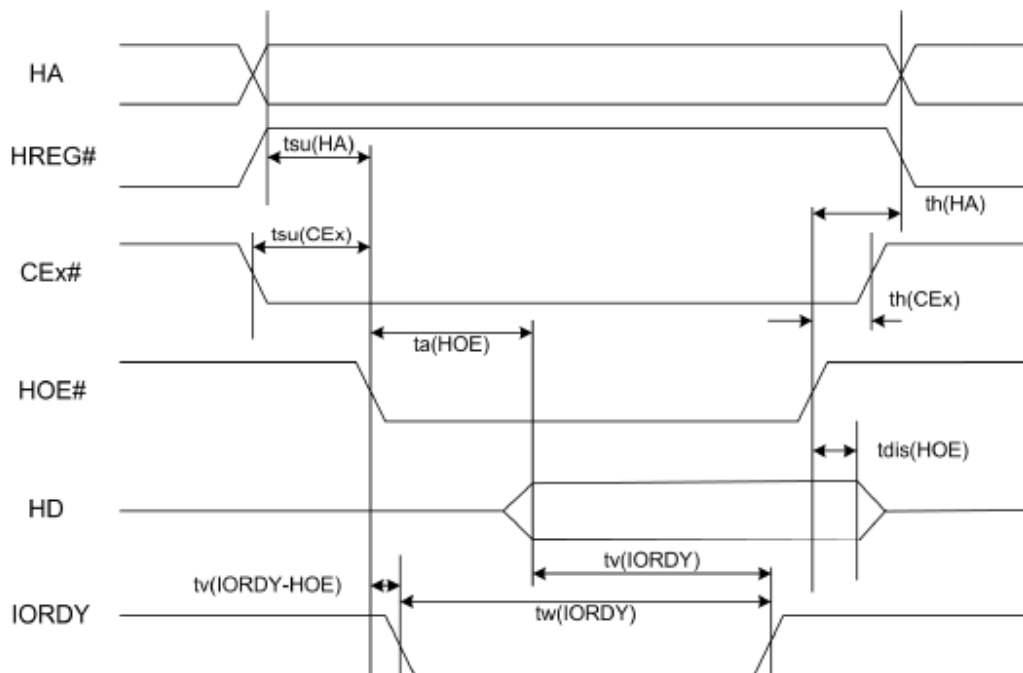 HA
HREG#
tsu(HA)
th(HA)
tsu(CEx)
CEx#
th(CEx)
ta(HOE)
HOE#
tdis(HOE)
HD
tv(IORDY)
tv(IORDY-HOE)
IORDY
tw(IORDY)